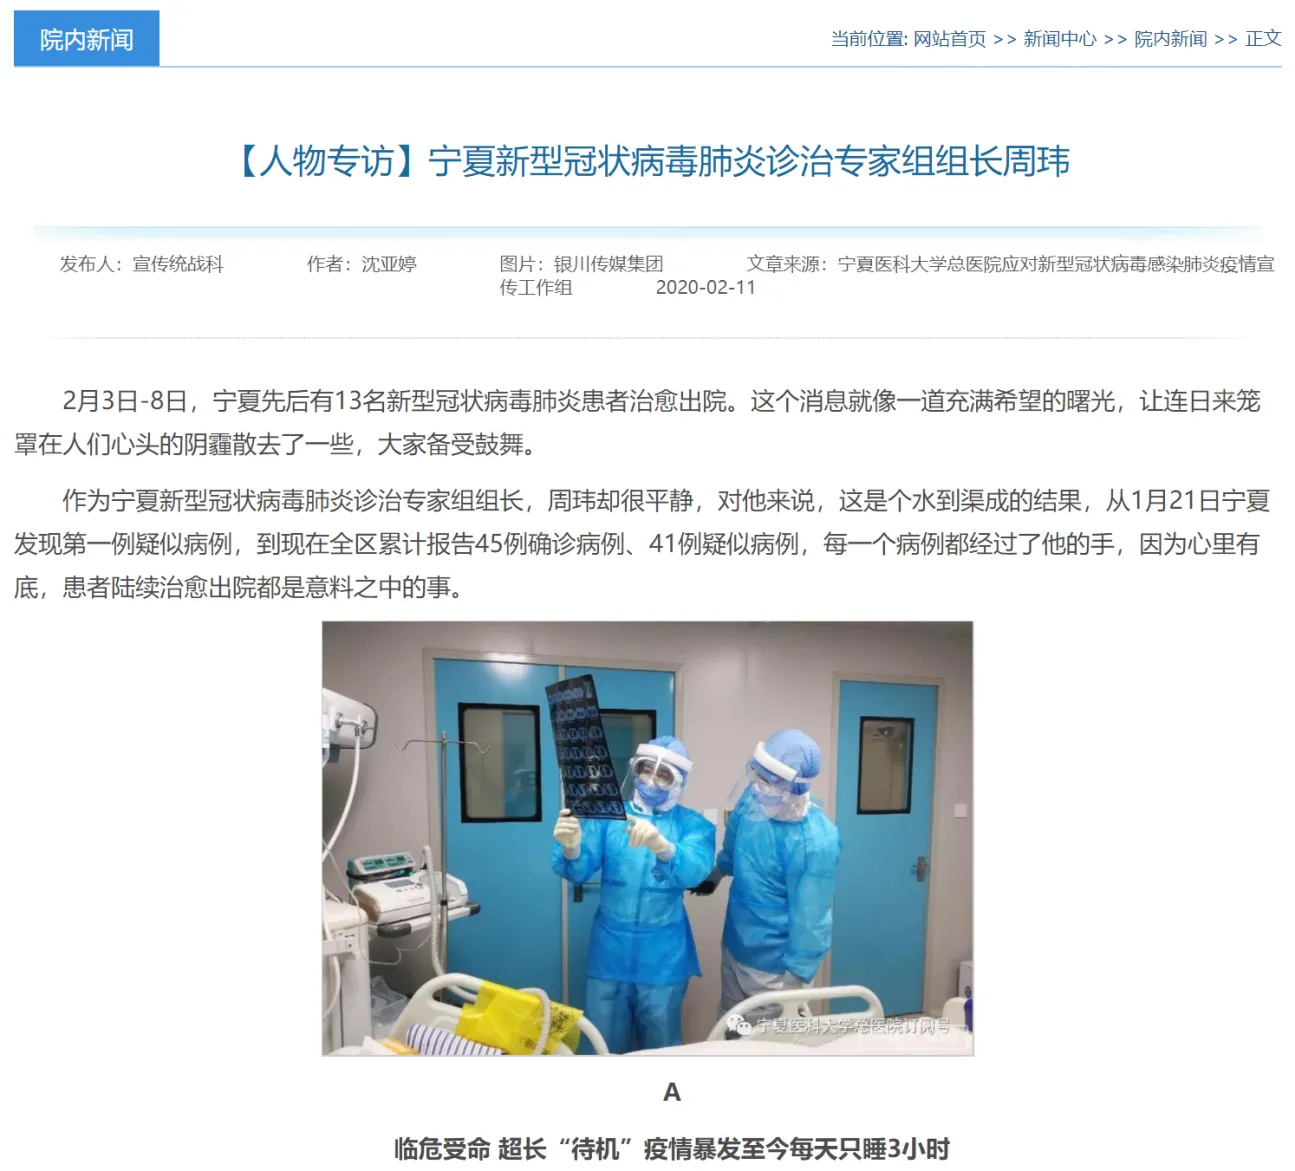 院内新闻
当前位置: 网站首页 >> 新闻中心 >> 院内新闻 >> 正文
【人物专访】宁夏新型冠状病毒肺炎诊治专家组组长周玮
发布人：宣传统战科 作者：沈亚婷 图片：银川传媒集团 文章来源：宁夏医科大学总医院应对新型冠状病毒感染肺炎疫情宣
传工作组 2020-02-11
2月3日-8日，宁夏先后有13名新型冠状病毒肺炎患者治愈出院。这个消息就像一道充满希望的曙光，让连日来笼
罩在人们心头的阴霾散去了一些，大家备受鼓舞。
作为宁夏新型冠状病毒肺炎诊治专家组组长，周玮却很平静，对他来说，这是个水到渠成的结果，从1月21日宁夏
发现第一例疑似病例，到现在全区累计报告45例确诊病例、41例疑似病例，每一个病例都经过了他的手，因为心里有
底，患者陆续治愈出院都是意料之中的事。
宁夏医科大学总医院订阅号
A
临危受命 超长“待机”疫情暴发至今每天只睡3小时